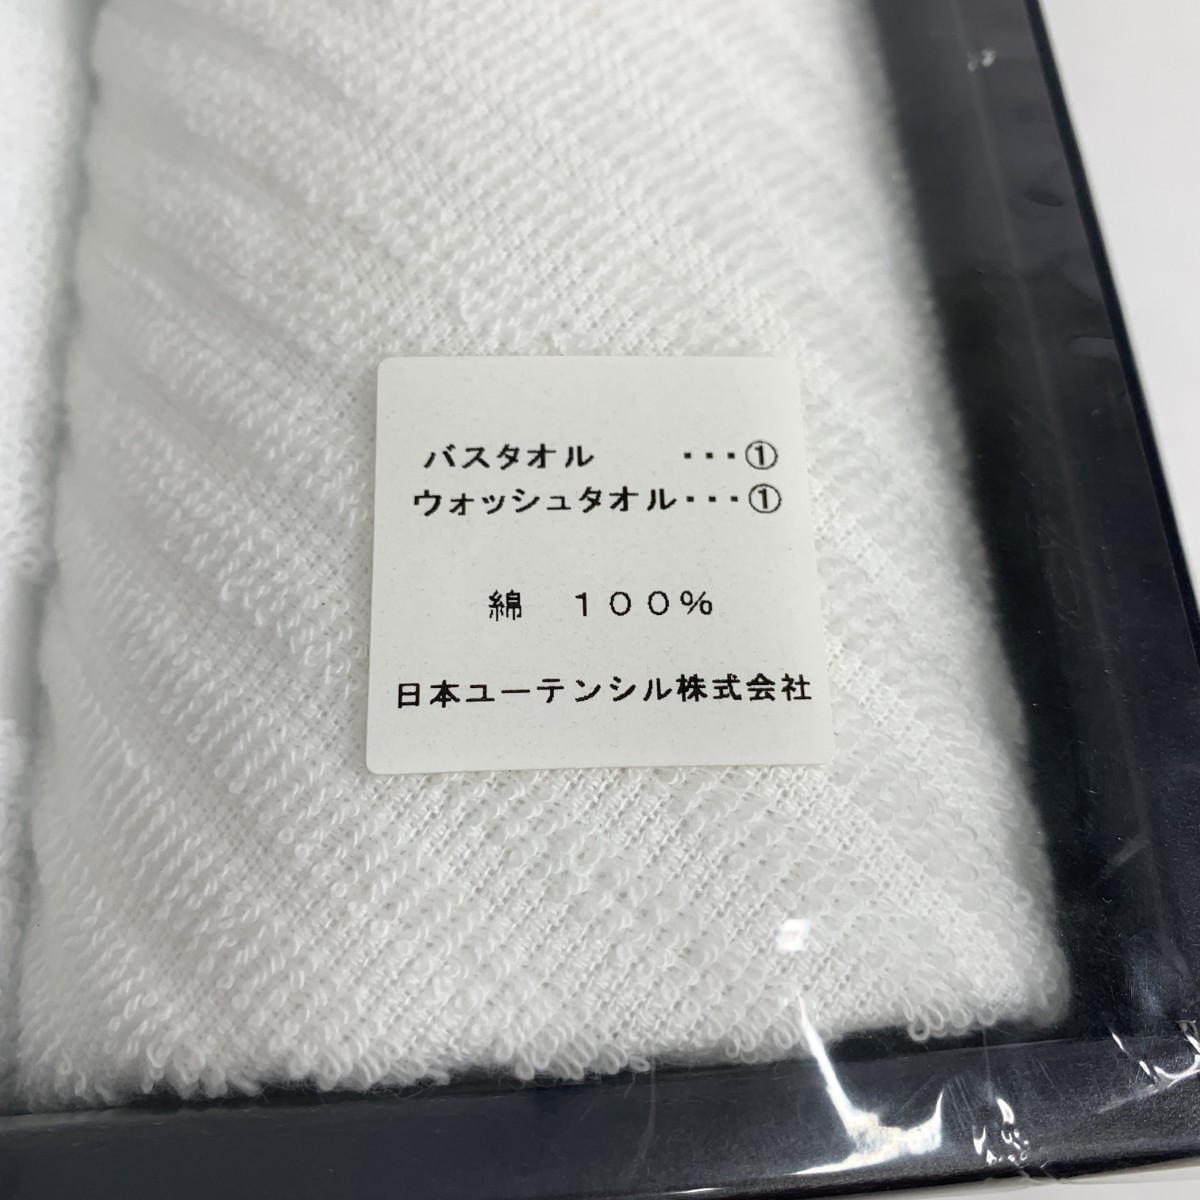 バスタオル　　・・・①
ウォッシュタオル・・・①
綿　１００％
日本ユーテンシル株式会社